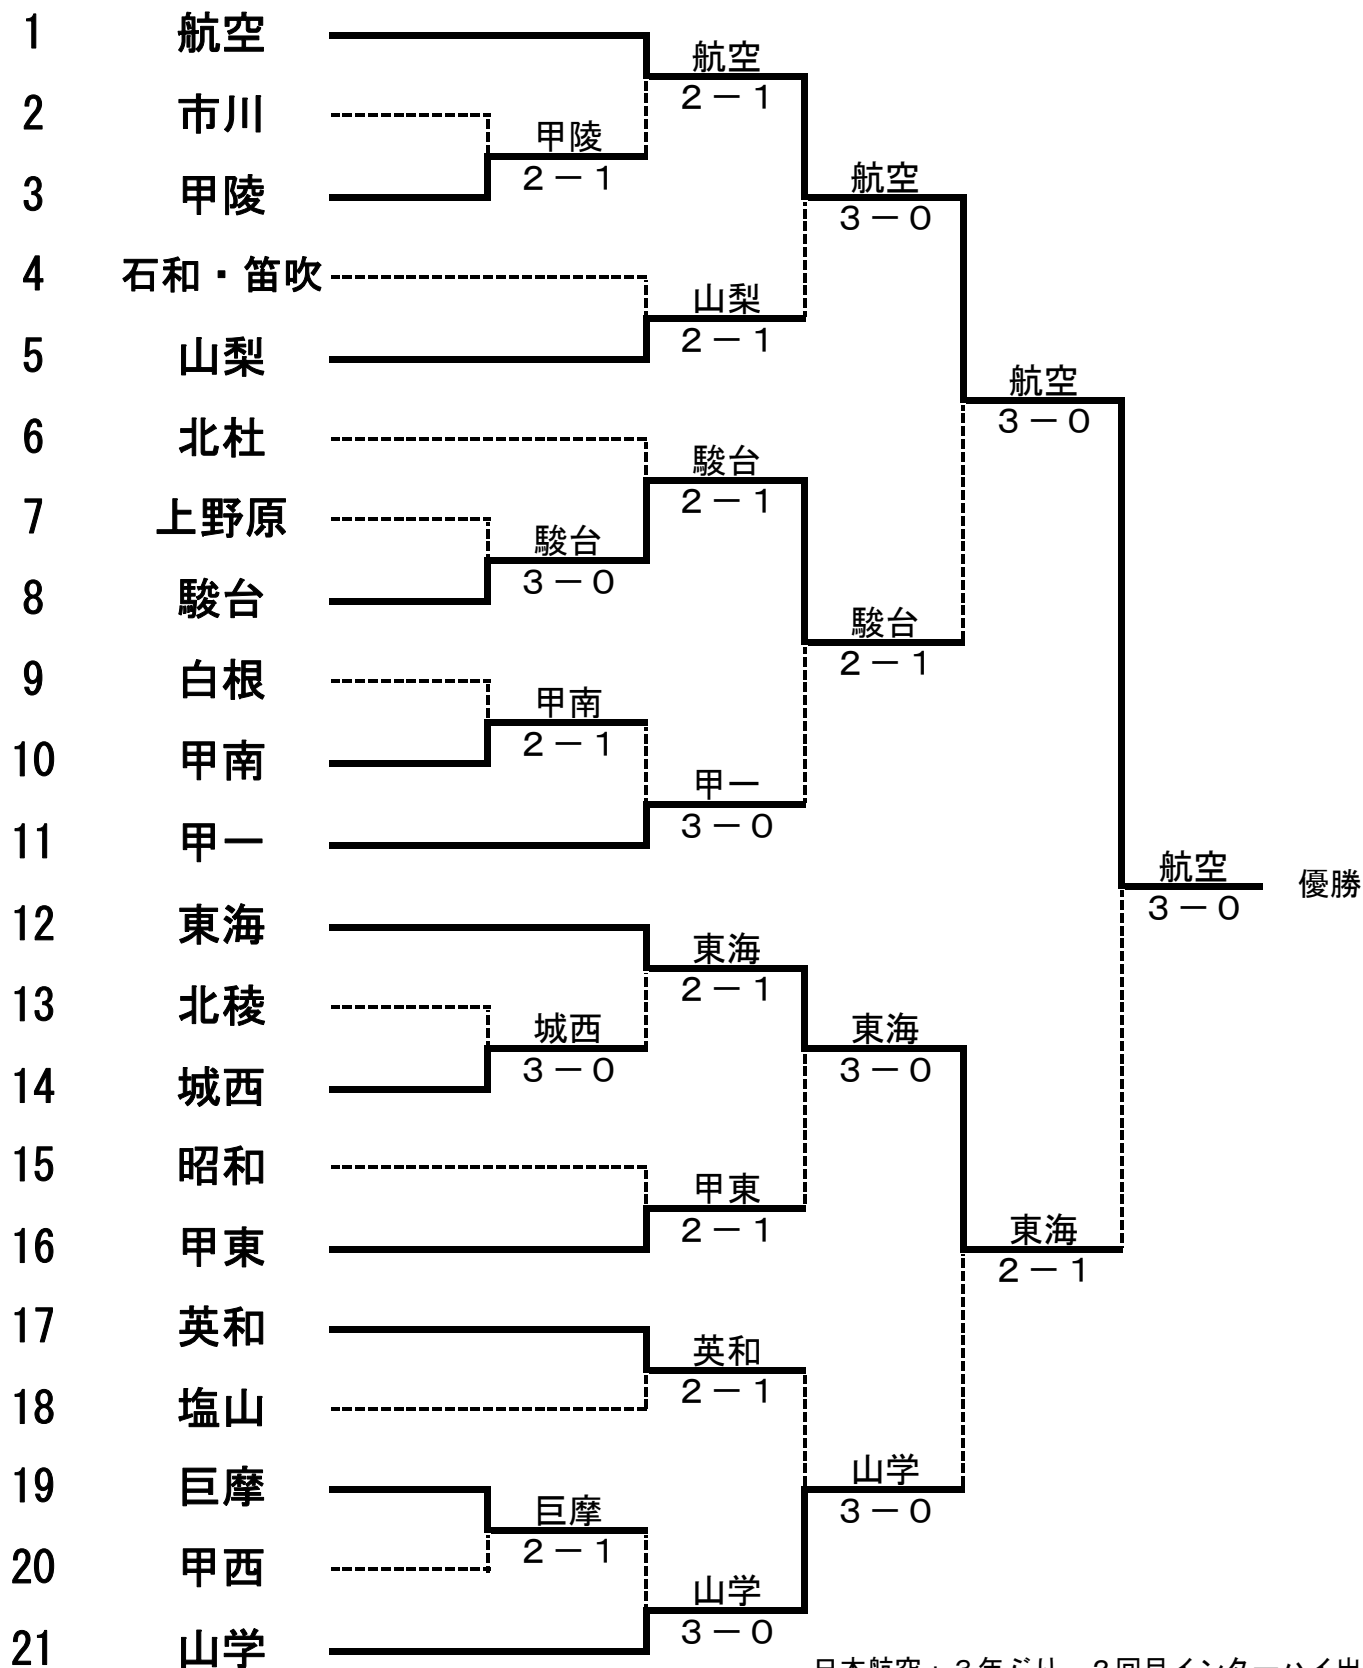 1 航空
航空
2－1
2 市川
甲陵
2－1
3 甲陵
航空
3－0
4 石和・笛吹
山梨
2－1
5 山梨
航空
3－0
6 北杜
駿台
2－1
7 上野原
駿台
3－0
8 駿台
駿台
2－1
9 白根
甲南
2－1
10 甲南
甲一
3－0
11 甲一
航空
3－0
優勝
12 東海
東海
2－1
13 北稜
城西
3－0
東海
3－0
14 城西
15 昭和
甲東
2－1
16 甲東
東海
2－1
17 英和
英和
2－1
18 塩山
山学
3－0
19 巨摩
巨摩
2－1
20 甲西
山学
3－0
21 山学
日本航空